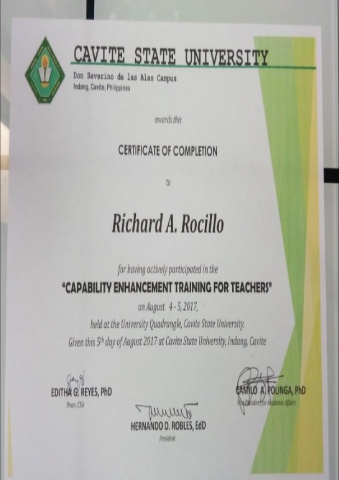 CAVITE STATE UNIVERSITY
Don Severino de las Alas Campus
Indang, Cavite, Philippines
awards this
CERTIFICATE OF COMPLETION
to
Richard A. Rocillo
for having actively participated in the
"CAPABILITY ENHANCEMENT TRAINING FOR TEACHERS"
on August 4 - 5, 2017,
held at the University Quadrangle, Cavite State University.
Given this 5th day of August 2017 at Cavite State University, Indang, Cavite
EDITHA G. REYES, PhD
Dean, CEd
CAMILO A. POLINGA, PhD
Vice President for Academic Affairs
HERNANDO D. ROBLES, EdD
President